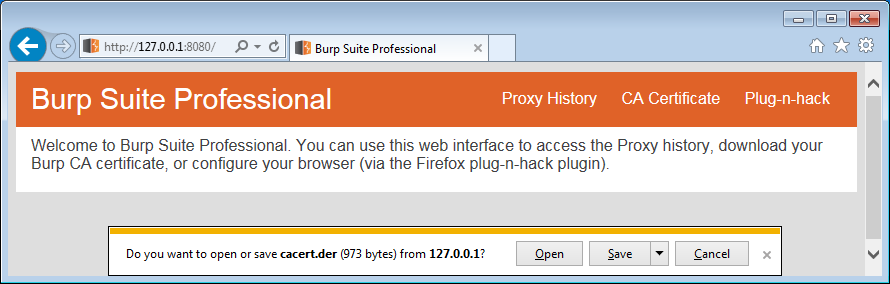 http://127.0.0.1:8080/
Burp Suite Professional
Burp Suite Professional
Proxy History
CA Certificate
Plug-n-hack
Welcome to Burp Suite Professional. You can use this web interface to access the Proxy history, download your
Burp CA certificate, or configure your browser (via the Firefox plug-n-hack plugin).
Do you want to open or save cacert.der (973 bytes) from 127.0.0.1?
Open
Save
Cancel